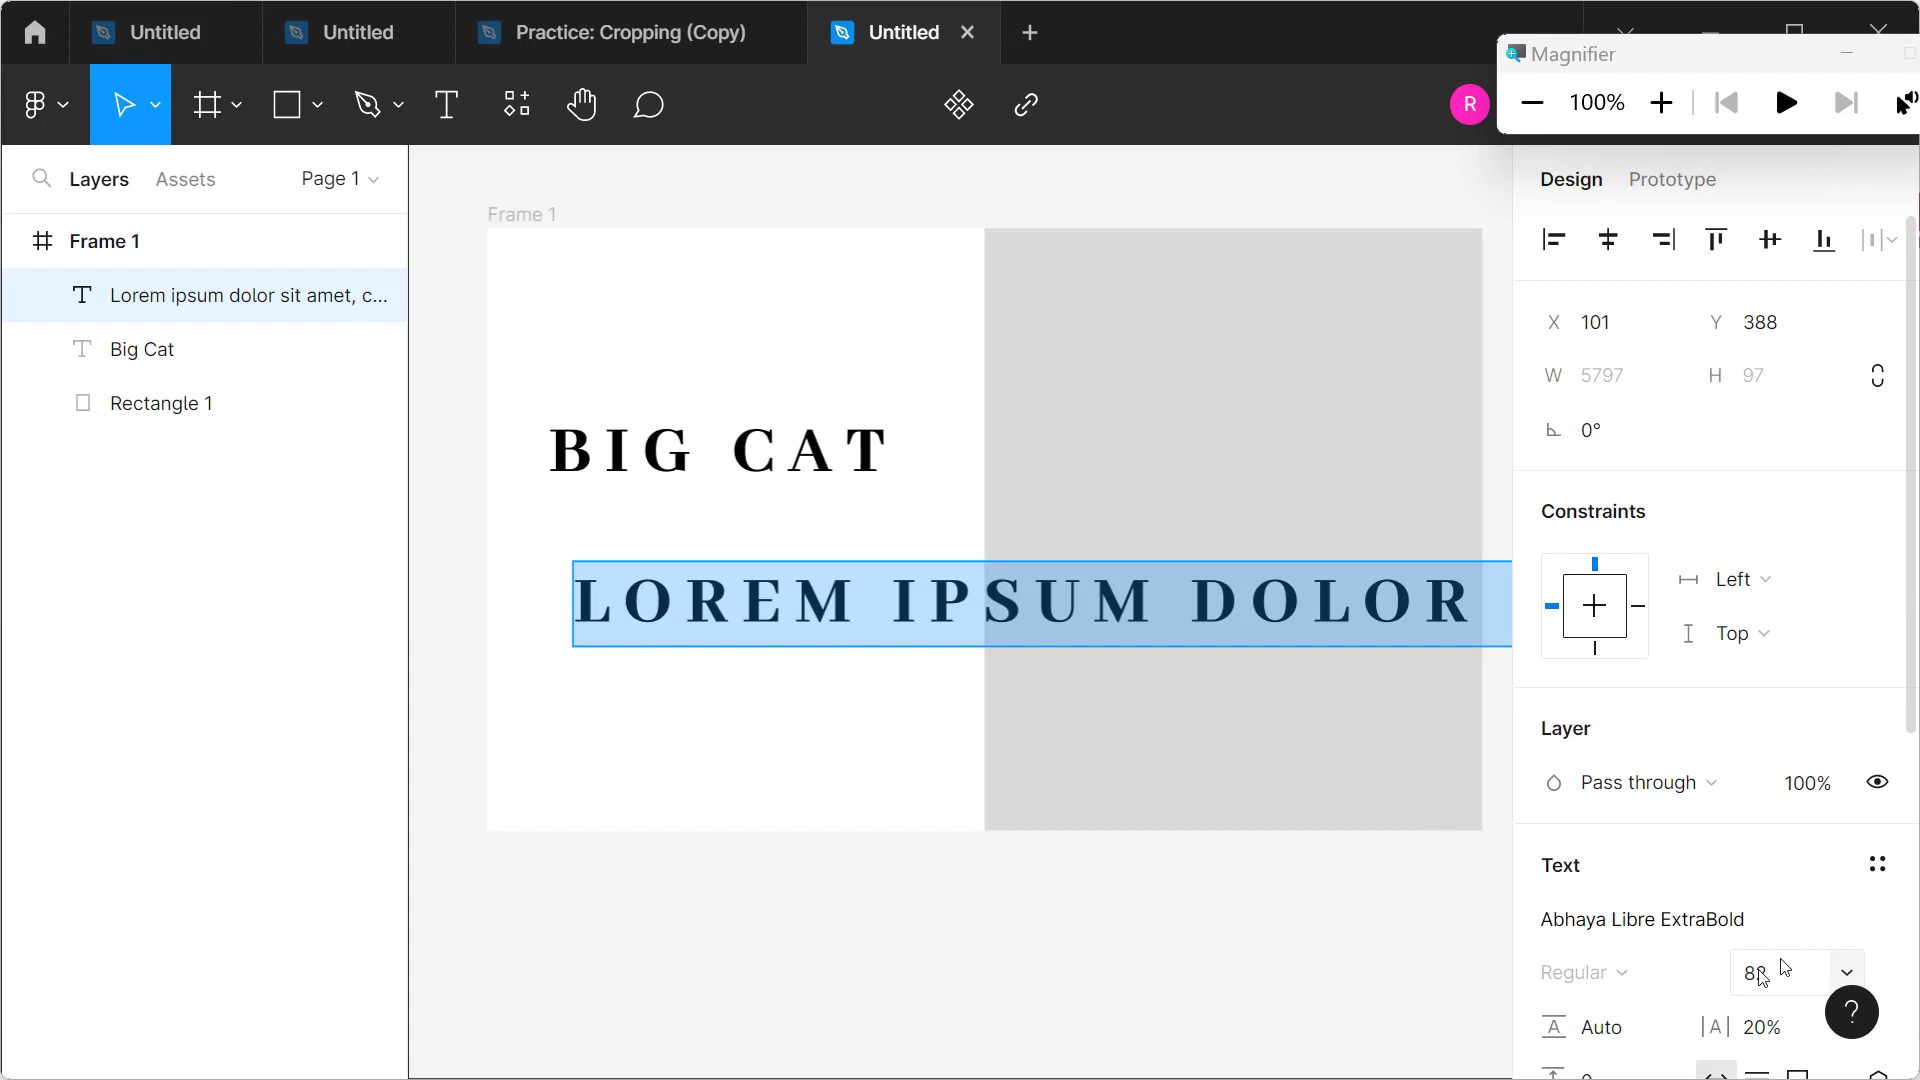 Untitled
Untitled
Practice: Cropping (Copy)
Untitled
Magnifier
100%
R
Layers
Assets
Page 1
Design
Prototype
Frame 1
Frame 1
Lorem ipsum dolor sit amet, c...
Big Cat
Rectangle 1
BIG CAT
LOREM IPSUM DOLOR
X 101
Y 388
W 5797
H 97
0°
Constraints
Left
Top
Layer
Pass through
100%
Text
Abhaya Libre ExtraBold
Regular
?
A Auto
|A| 20%